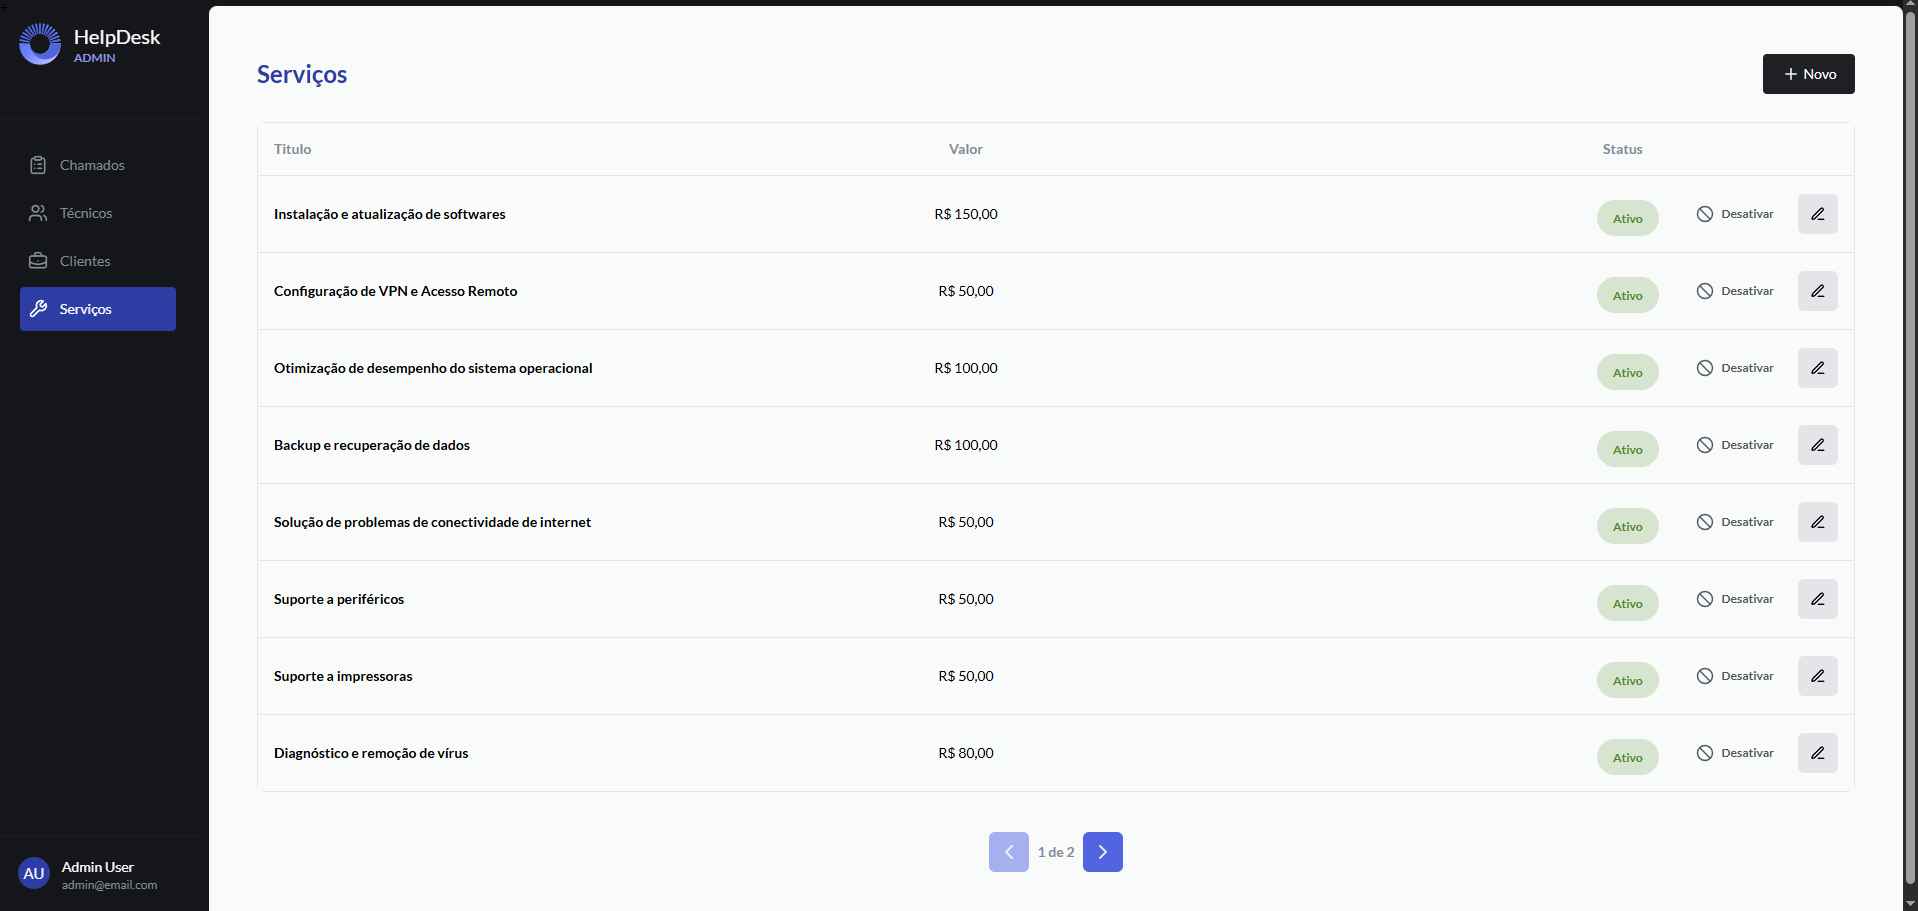 +
HelpDesk
ADMIN
Chamados
Técnicos
Clientes
Serviços
AU
Admin User
admin@email.com
Serviços
Novo
Titulo Valor Status
Instalação e atualização de softwares R$ 150,00 Ativo Desativar
Configuração de VPN e Acesso Remoto R$ 50,00 Ativo Desativar
Otimização de desempenho do sistema operacional R$ 100,00 Ativo Desativar
Backup e recuperação de dados R$ 100,00 Ativo Desativar
Solução de problemas de conectividade de internet R$ 50,00 Ativo Desativar
Suporte a periféricos R$ 50,00 Ativo Desativar
Suporte a impressoras R$ 50,00 Ativo Desativar
Diagnóstico e remoção de vírus R$ 80,00 Ativo Desativar
1 de 2